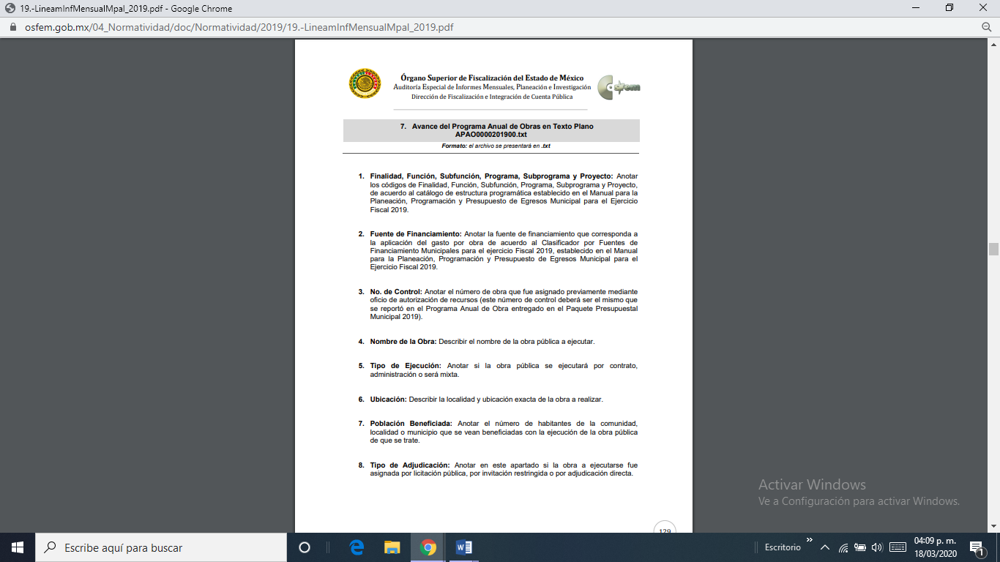 19.-LineamInfMensualMpal_2019.pdf - Google Chrome
osfem.gob.mx/04_Normatividad/doc/Normatividad/2019/19.-LineamInfMensualMpal_2019.pdf
Órgano Superior de Fiscalización del Estado de México
Auditoría Especial de Informes Mensuales, Planeación e Investigación
Dirección de Fiscalización e Integración de Cuenta Pública
osfem
7. Avance del Programa Anual de Obras en Texto Plano
APAO0000201900.txt
Formato: el archivo se presentará en .txt
1. Finalidad, Función, Subfunción, Programa, Subprograma y Proyecto: Anotar
los códigos de Finalidad, Función, Subfunción, Programa, Subprograma y Proyecto,
de acuerdo al catálogo de estructura programática establecido en el Manual para la
Planeación, Programación y Presupuesto de Egresos Municipal para el Ejercicio
Fiscal 2019.
2. Fuente de Financiamiento: Anotar la fuente de financiamiento que corresponda a
la aplicación del gasto por obra de acuerdo al Clasificador por Fuentes de
Financiamiento Municipales para el ejercicio Fiscal 2019, establecido en el Manual
para la Planeación, Programación y Presupuesto de Egresos Municipal para el
Ejercicio Fiscal 2019.
3. No. de Control: Anotar el número de obra que fue asignado previamente mediante
oficio de autorización de recursos (este número de control deberá ser el mismo que
se reportó en el Programa Anual de Obra entregado en el Paquete Presupuestal
Municipal 2019).
4. Nombre de la Obra: Describir el nombre de la obra pública a ejecutar.
5. Tipo de Ejecución: Anotar si la obra pública se ejecutará por contrato,
administración o será mixta.
6. Ubicación: Describir la localidad y ubicación exacta de la obra a realizar.
7. Población Beneficiada: Anotar el número de habitantes de la comunidad,
localidad o municipio que se vean beneficiadas con la ejecución de la obra pública
de que se trate.
8. Tipo de Adjudicación: Anotar en este apartado si la obra a ejecutarse fue
asignada por licitación pública, por invitación restringida o por adjudicación directa.
129
Activar Windows
Ve a Configuración para activar Windows.
Escribe aquí para buscar
Escritorio
04:09 p. m.
18/03/2020
1